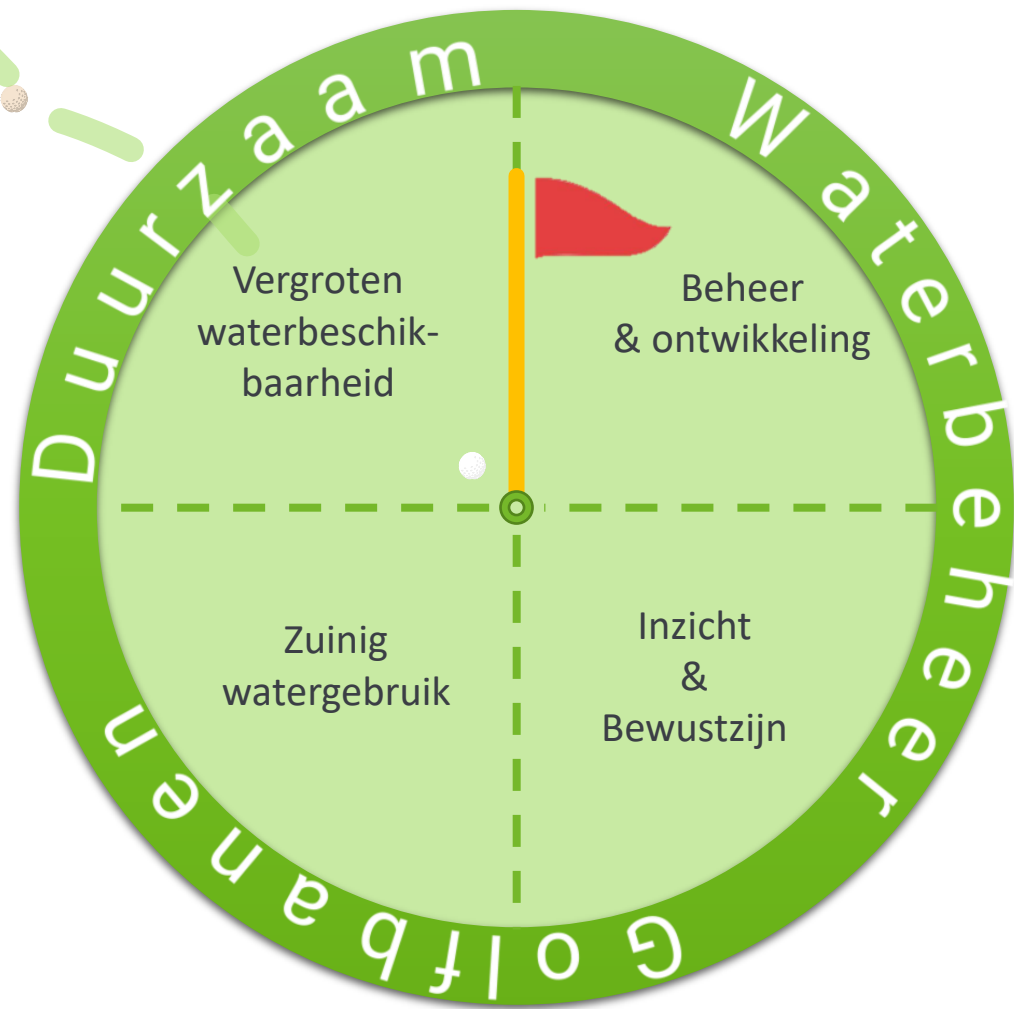 Duurzaam Waterbeheer Golfbanen
Vergroten
waterbeschik-
baarheid
Beheer
& ontwikkeling
Zuinig
watergebruik
Inzicht
&
Bewustzijn